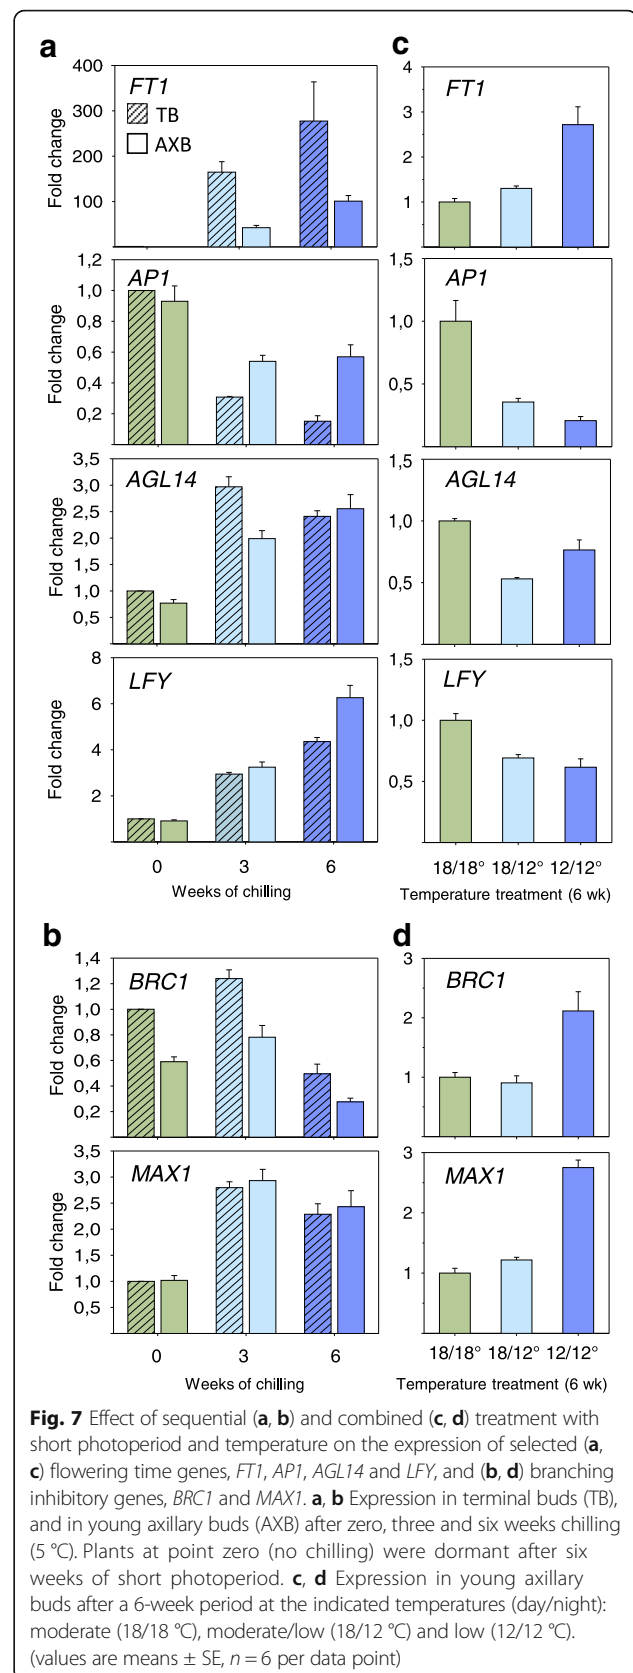 a
c
FT1
TB
AXB
Fold change
400
300
200
100
FT1
4
3
2
1
AP1
Fold change
1,2
1,0
0,8
0,6
0,4
0,2
AP1
1,0
0,5
AGL14
Fold change
3,5
3,0
2,5
2,0
1,5
1,0
0,5
AGL14
1,5
1,0
0,5
LFY
Fold change
8
6
4
2
0 3 6
Weeks of chilling
LFY
1,5
1,0
0,5
18/18° 18/12° 12/12°
Temperature treatment (6 wk)
b
d
BRC1
Fold change
1,4
1,2
1,0
0,8
0,6
0,4
0,2
BRC1
3
2
1
MAX1
Fold change
3,5
3,0
2,5
2,0
1,5
1,0
0,5
0 3 6
Weeks of chilling
MAX1
3
2
1
18/18° 18/12° 12/12°
Temperature treatment (6 wk)
Fig. 7 Effect of sequential (a, b) and combined (c, d) treatment with
short photoperiod and temperature on the expression of selected (a,
c) flowering time genes, FT1, AP1, AGL14 and LFY, and (b, d) branching
inhibitory genes, BRC1 and MAX1. a, b Expression in terminal buds (TB),
and in young axillary buds (AXB) after zero, three and six weeks chilling
(5 °C). Plants at point zero (no chilling) were dormant after six
weeks of short photoperiod. c, d Expression in young axillary
buds after a 6-week period at the indicated temperatures (day/night):
moderate (18/18 °C), moderate/low (18/12 °C) and low (12/12 °C).
(values are means ± SE, n = 6 per data point)